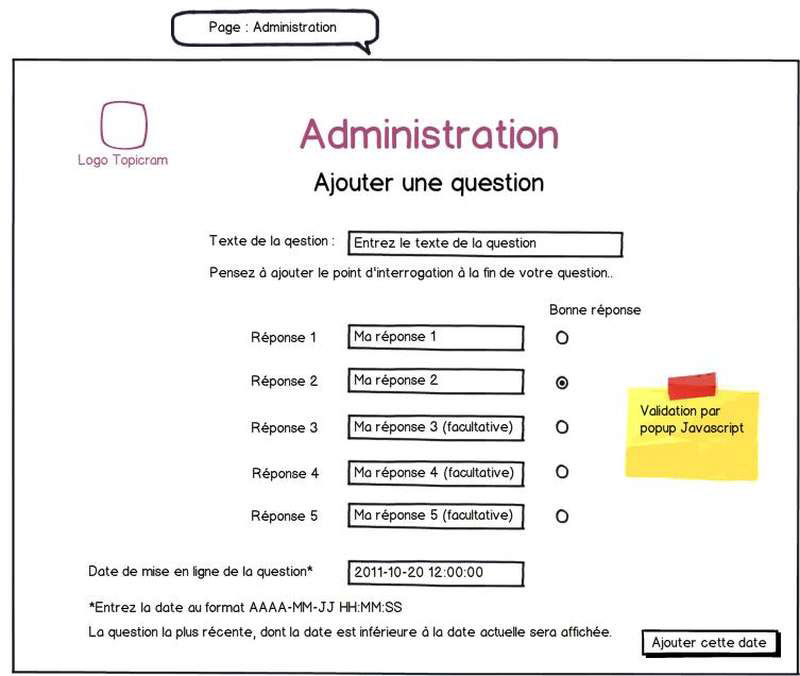 Page : Administration
Logo Topicram
Administration
Ajouter une question
Texte de la qestion : Entrez le texte de la question
Pensez à ajouter le point d'interrogation à la fin de votre question..
Bonne réponse
Réponse 1 Ma réponse 1
Réponse 2 Ma réponse 2
Réponse 3 Ma réponse 3 (facultative)
Réponse 4 Ma réponse 4 (facultative)
Réponse 5 Ma réponse 5 (facultative)
Validation par
popup Javascript
Date de mise en ligne de la question* 2011-10-20 12:00:00
*Entrez la date au format AAAA-MM-JJ HH:MM:SS
La question la plus récente, dont la date est inférieure à la date actuelle sera affichée.
Ajouter cette date